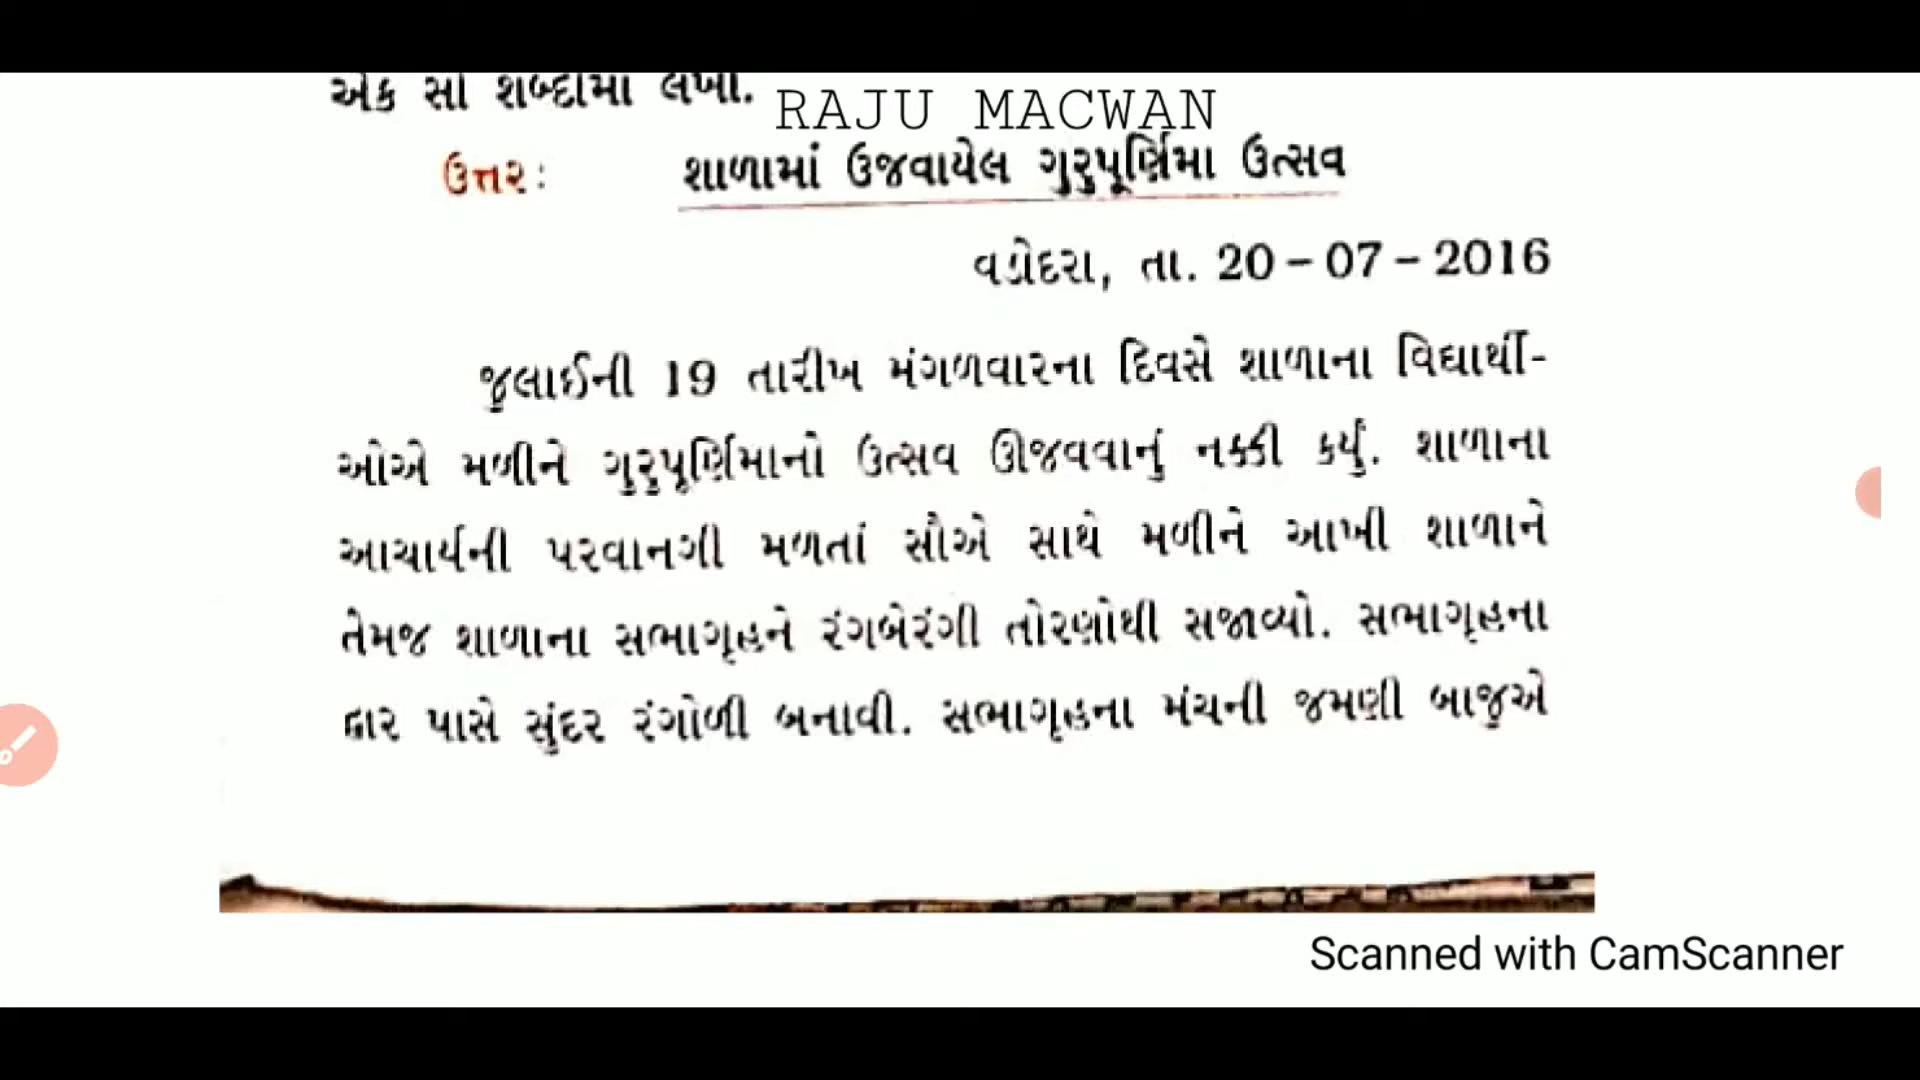 એક સો શબ્દોમાં લખો.
RAJU MACWAN
ઉત્તર: શાળામાં ઉજવાયેલ ગુરુપૂર્ણિમા ઉત્સવ
વડોદરા, તા. 20-07-2016
જુલાઈની 19 તારીખ મંગળવારના દિવસે શાળાના વિદ્યાર્થી-
ઓએ મળીને ગુરુપૂર્ણિમાનો ઉત્સવ ઊજવવાનું નક્કી કર્યું. શાળાના
આચાર્યની પરવાનગી મળતાં સૌએ સાથે મળીને આખી શાળાને
તેમજ શાળાના સભાગૃહને રંગબેરંગી તોરણોથી સજાવ્યો. સભાગૃહના
દ્વાર પાસે સુંદર રંગોળી બનાવી. સભાગૃહના મંચની જમણી બાજુએ
Scanned with CamScanner